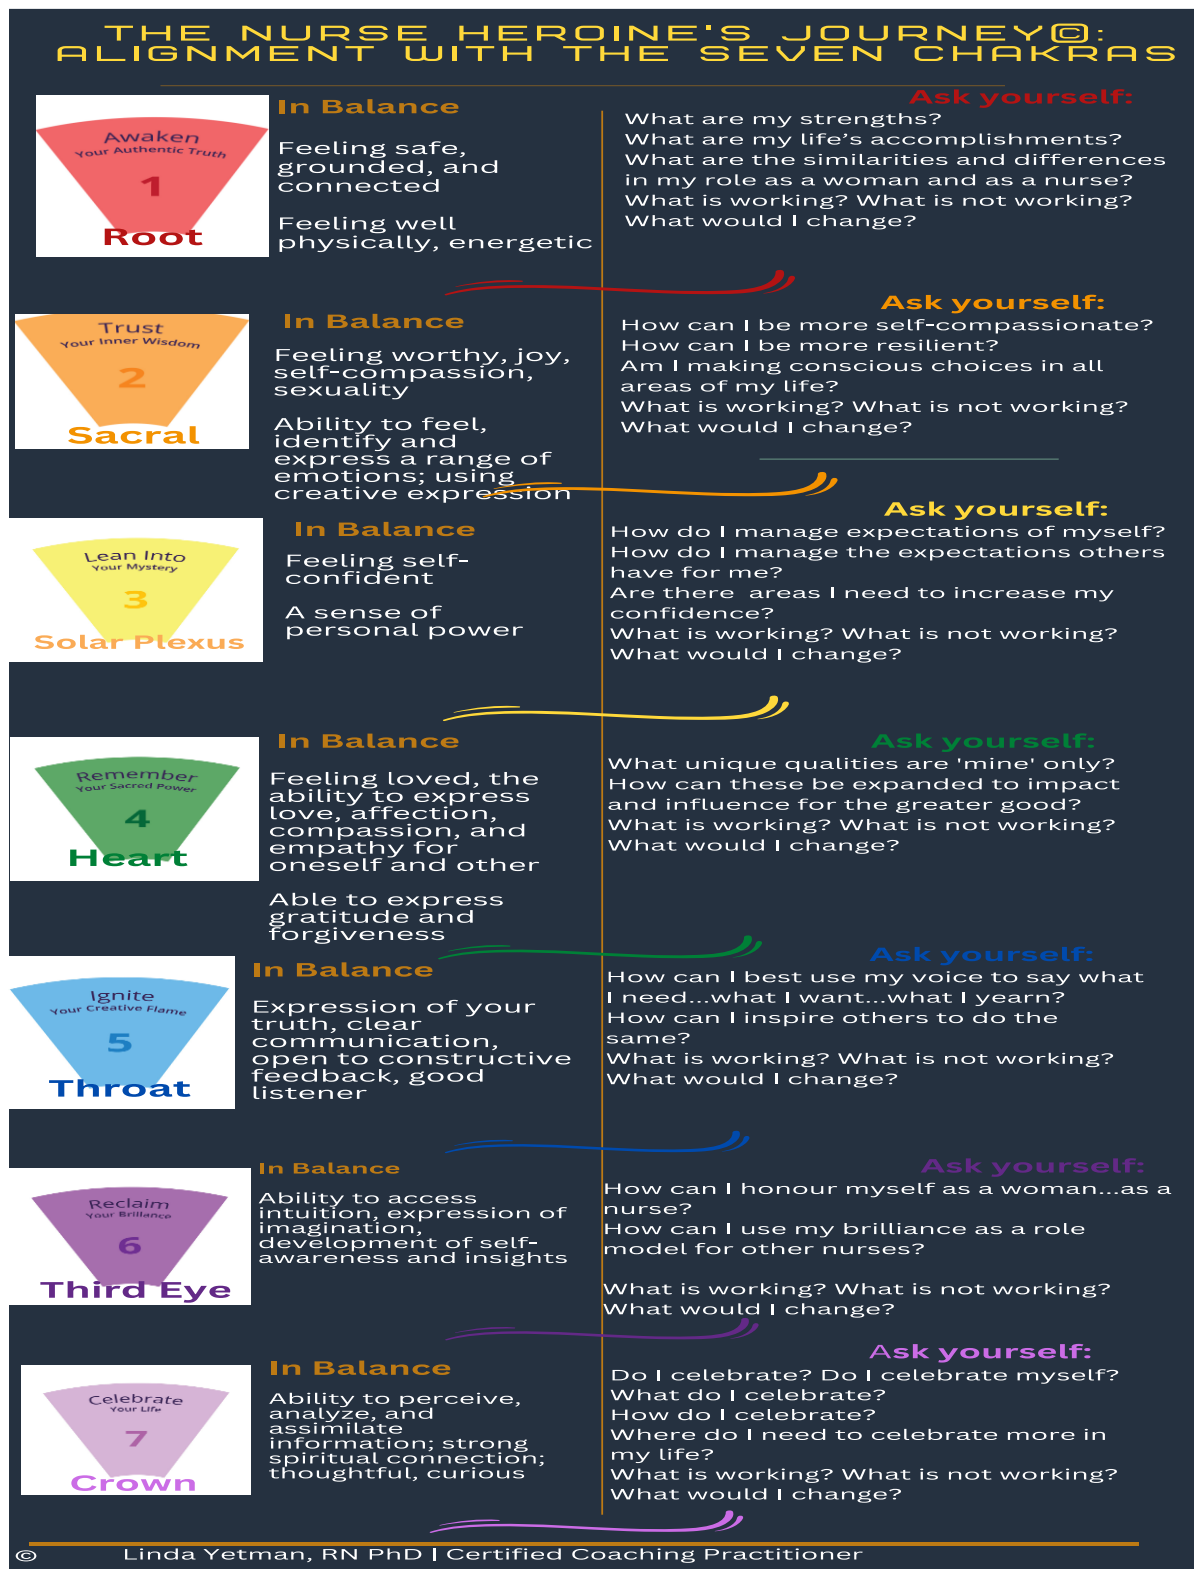 THE NURSE HEROINE'S JOURNEY©:
ALIGNMENT WITH THE SEVEN CHAKRAS
Awaken
Your Authentic Truth
1
Root
In Balance
Feeling safe,
grounded, and
connected
Feeling well
physically, energetic
Ask yourself:
What are my strengths?
What are my life’s accomplishments?
What are the similarities and differences
in my role as a woman and as a nurse?
What is working? What is not working?
What would I change?
Trust
Your Inner Wisdom
2
Sacral
In Balance
Feeling worthy, joy,
self-compassion,
sexuality
Ability to feel,
identify and
express a range of
emotions; using
creative expression
Ask yourself:
How can I be more self-compassionate?
How can I be more resilient?
Am I making conscious choices in all
areas of my life?
What is working? What is not working?
What would I change?
Lean Into
Your Mystery
3
Solar Plexus
In Balance
Feeling self-
confident
A sense of
personal power
Ask yourself:
How do I manage expectations of myself?
How do I manage the expectations others
have for me?
Are there  areas I need to increase my
confidence?
What is working? What is not working?
What would I change?
Remember
Your Sacred Power
4
Heart
In Balance
Feeling loved, the
ability to express
love, affection,
compassion, and
empathy for
oneself and other
Able to express
gratitude and
forgiveness
Ask yourself:
What unique qualities are 'mine' only?
How can these be expanded to impact
and influence for the greater good?
What is working? What is not working?
What would I change?
Ignite
Your Creative Flame
5
Throat
In Balance
Expression of your
truth, clear
communication,
open to constructive
feedback, good
listener
Ask yourself:
How can I best use my voice to say what
I need...what I want...what I yearn?
How can I inspire others to do the
same?
What is working? What is not working?
What would I change?
Reclaim
Your Brilliance
6
Third Eye
In Balance
Ability to access
intuition, expression of
imagination,
development of self-
awareness and insights
Ask yourself:
How can I honour myself as a woman...as a
nurse?
How can I use my brilliance as a role
model for other nurses?
What is working? What is not working?
What would I change?
Celebrate
Your Life
7
Crown
In Balance
Ability to perceive,
analyze, and
assimilate
information; strong
spiritual connection;
thoughtful, curious
Ask yourself:
Do I celebrate? Do I celebrate myself?
What do I celebrate?
How do I celebrate?
Where do I need to celebrate more in
my life?
What is working? What is not working?
What would I change?
© Linda Yetman, RN PhD | Certified Coaching Practitioner